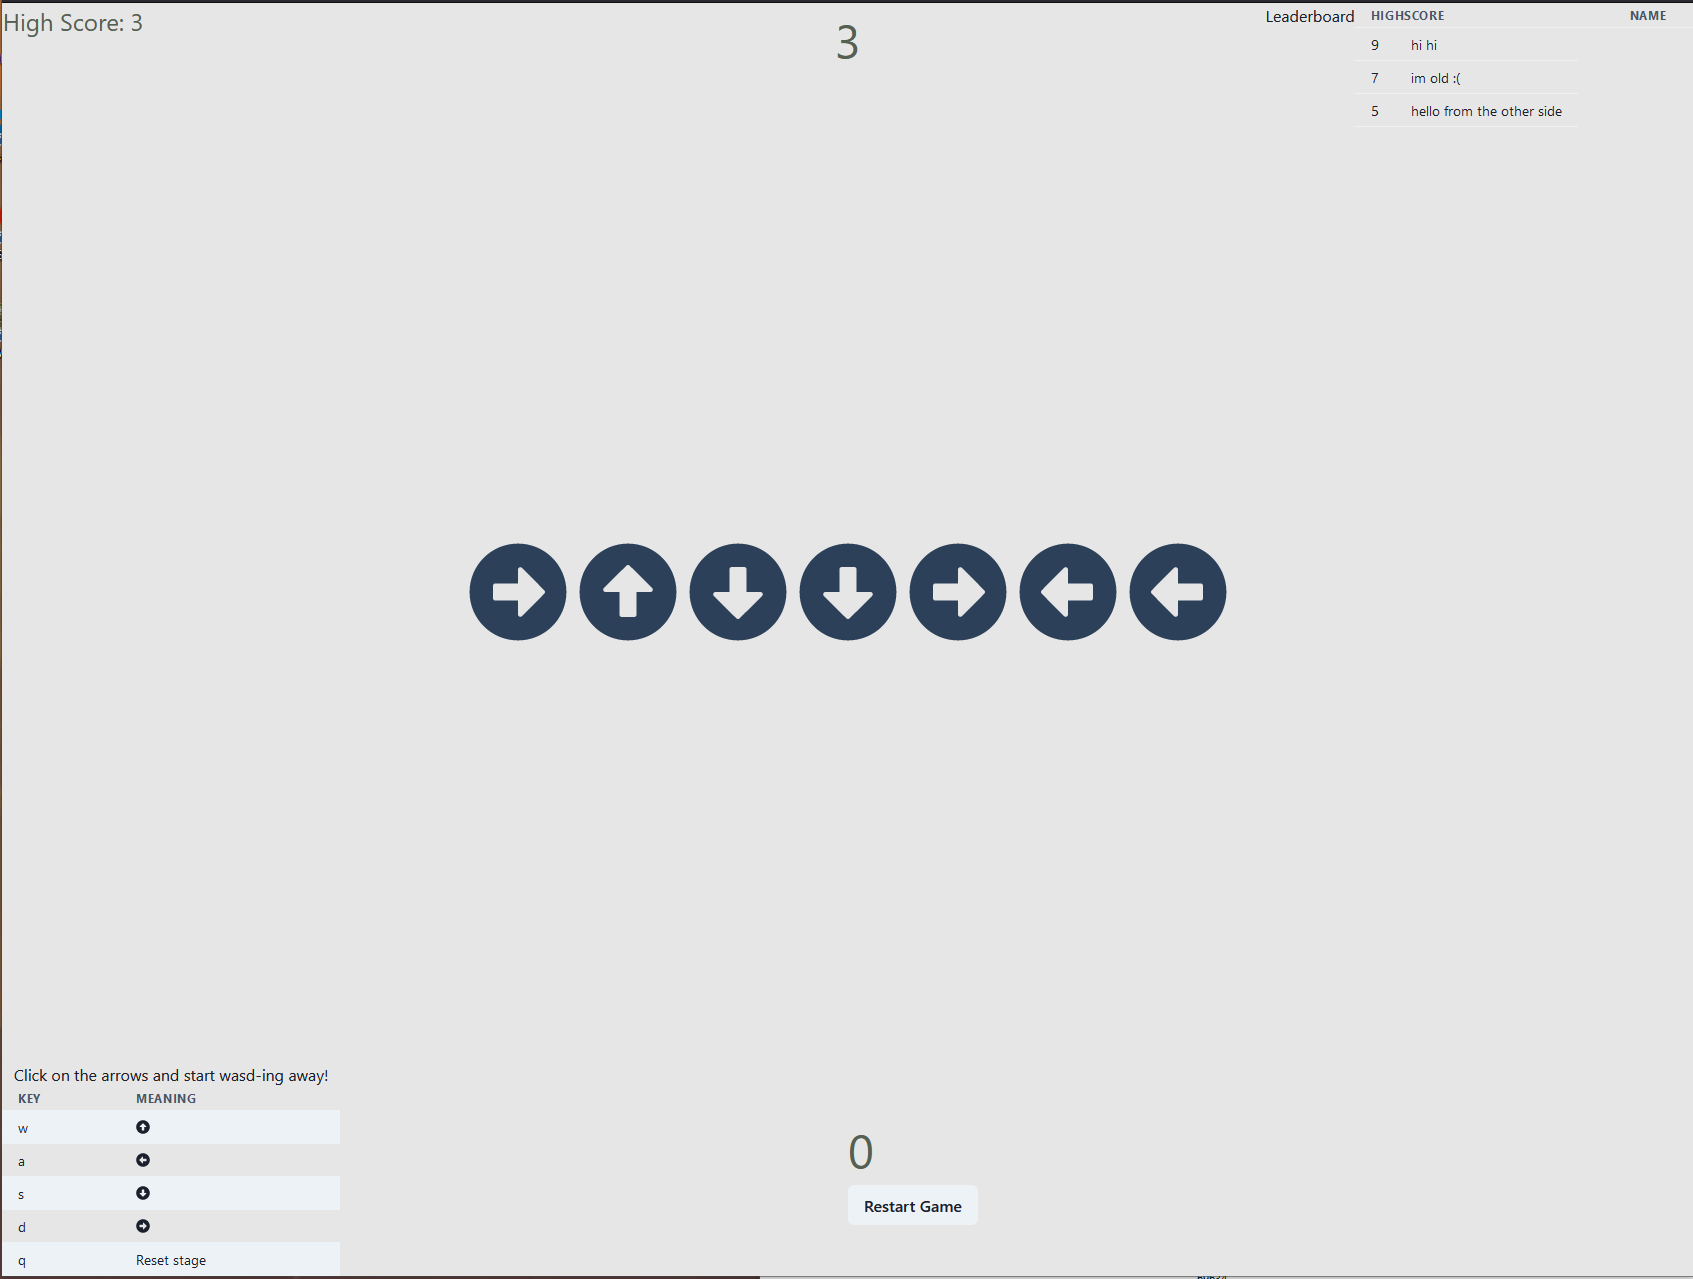 High Score: 3
3
Leaderboard
HIGHSCORE NAME
9 hi hi
7 im old :(
5 hello from the other side
Click on the arrows and start wasd-ing away!
KEY MEANING
w
a
s
d
q Reset stage
0
Restart Game